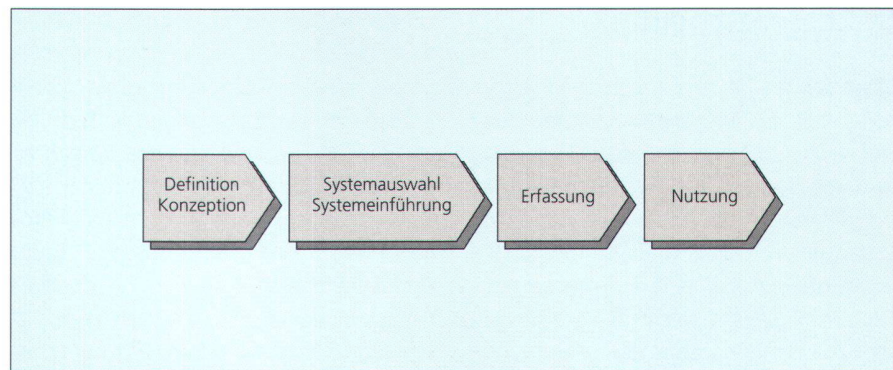 Definition
Konzeption
Systemauswahl
Systemeinführung
Erfassung
Nutzung